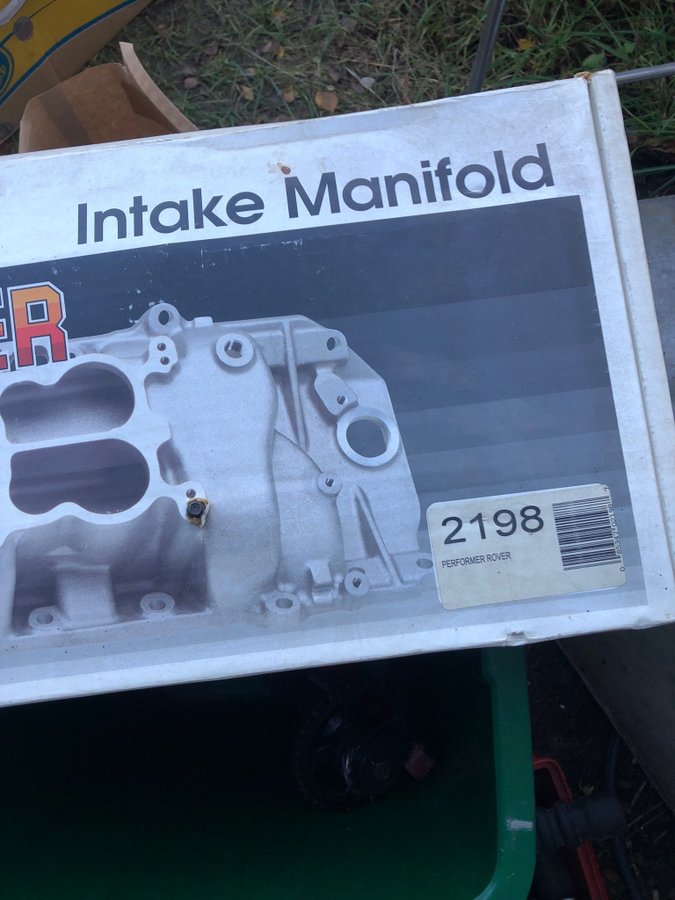 Intake Manifold
ER
2198
PERFORMER ROVER